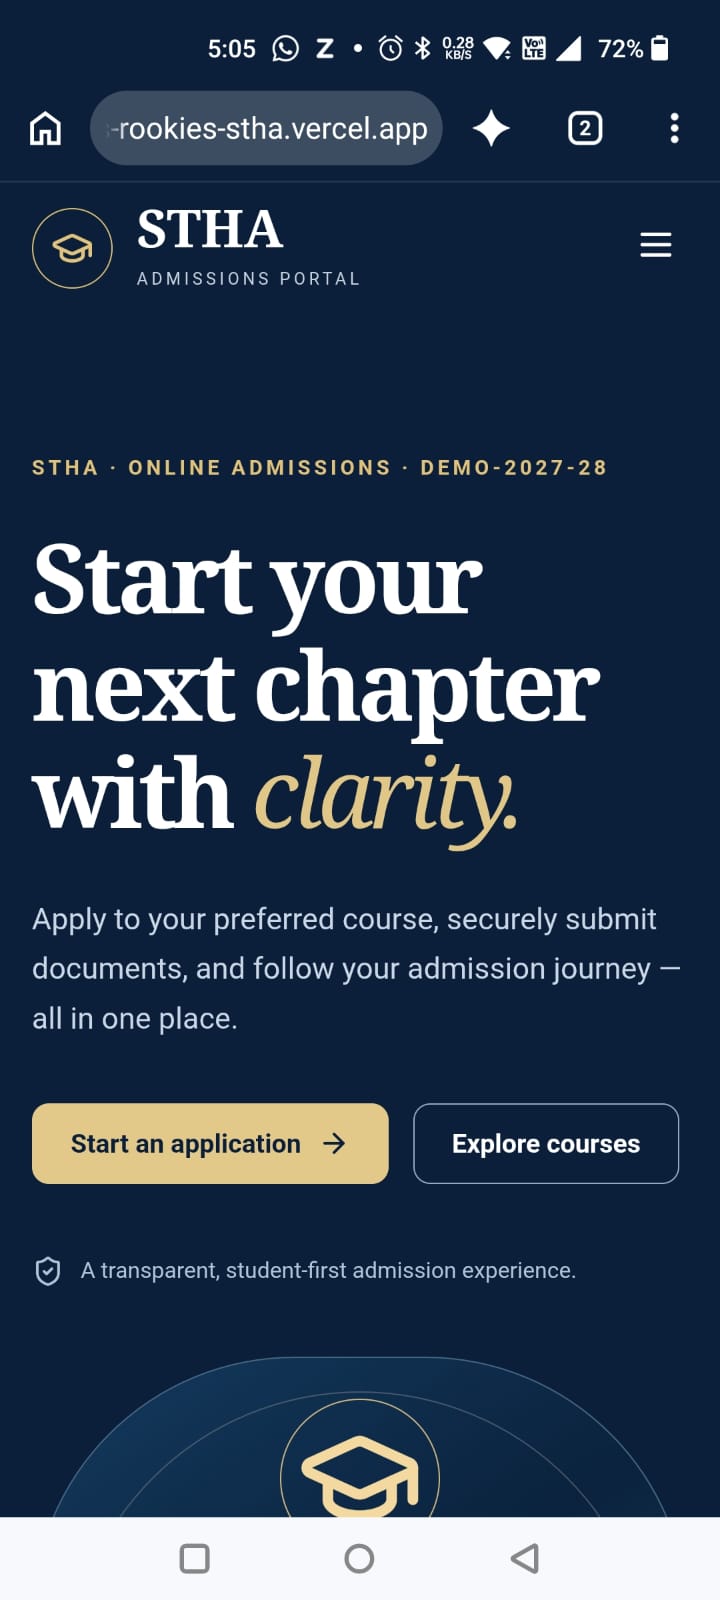 5:05 Z 0.28 KB/S Vo)) LTE 72%
-rookies-stha.vercel.app 2
STHA
ADMISSIONS PORTAL
STHA · ONLINE ADMISSIONS · DEMO-2027-28
Start your
next chapter
with clarity.
Apply to your preferred course, securely submit
documents, and follow your admission journey —
all in one place.
Start an application → Explore courses
A transparent, student-first admission experience.